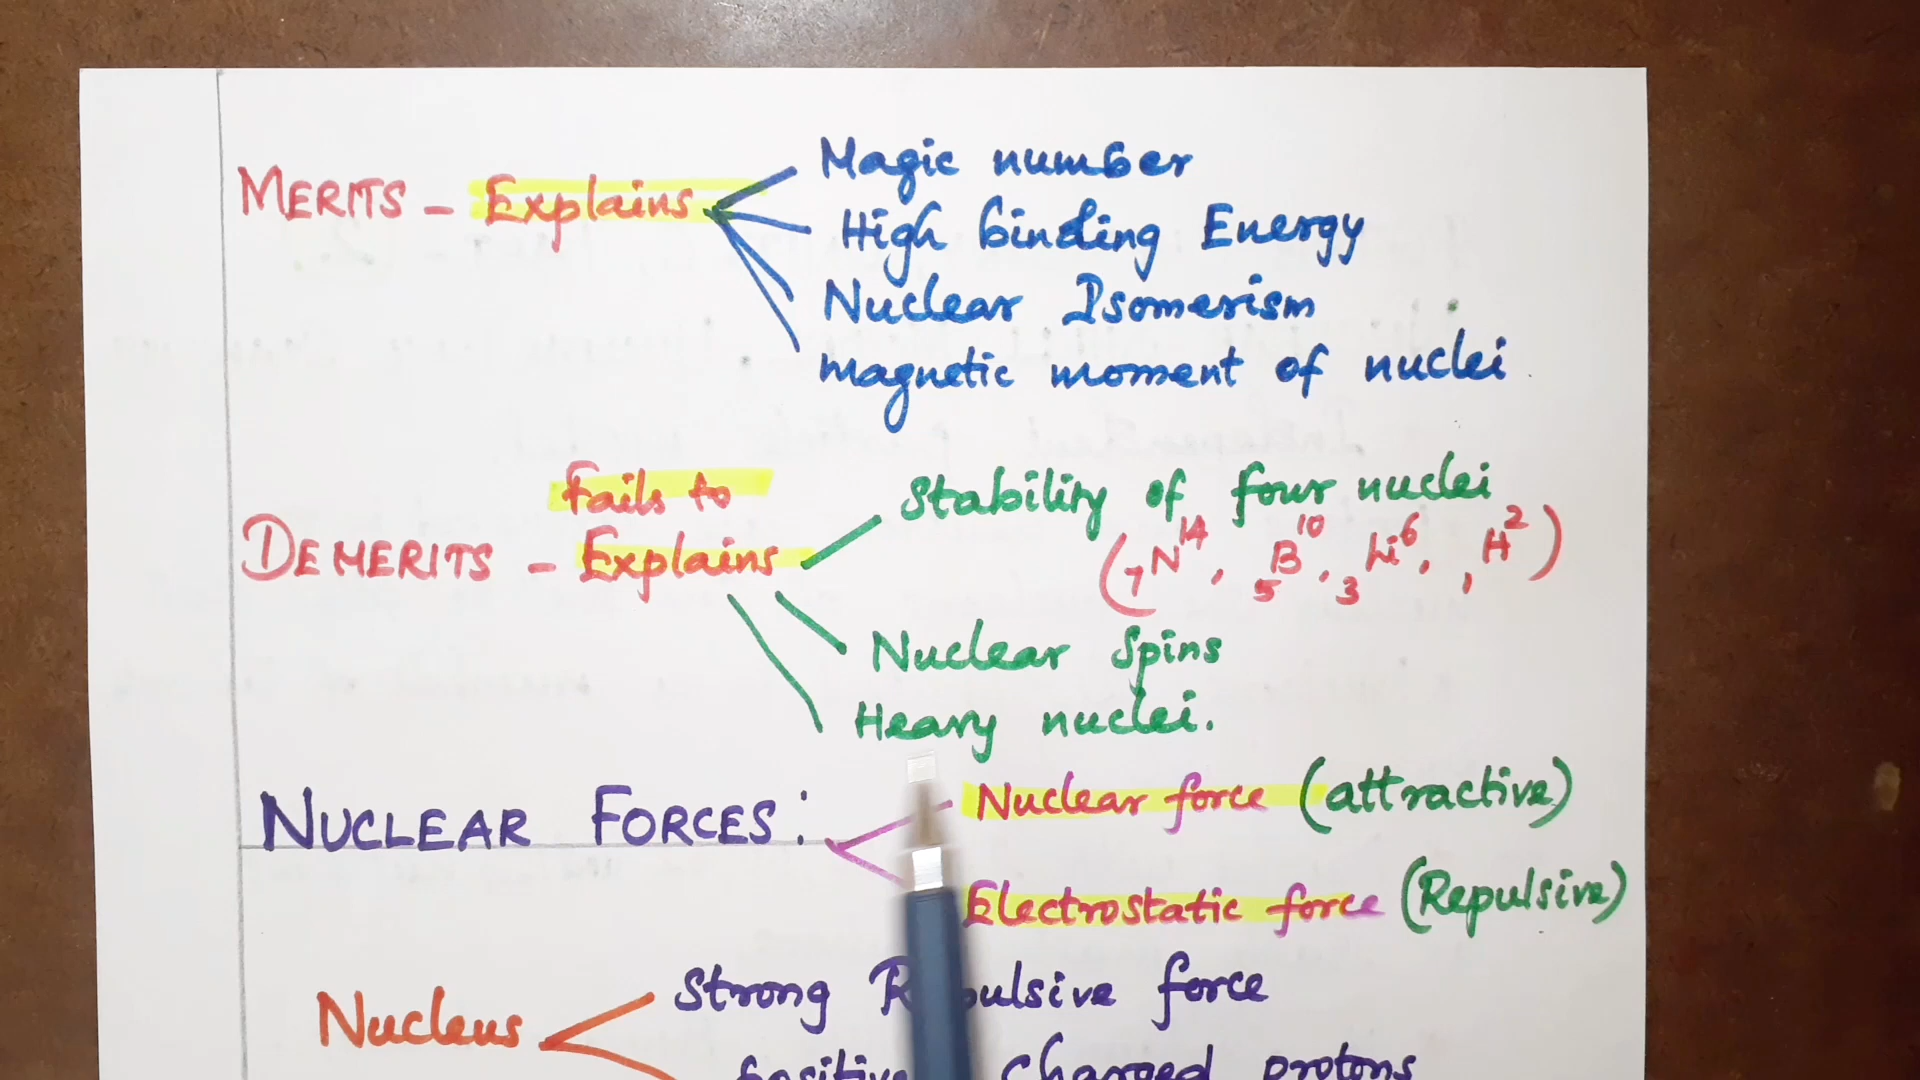 MERITS - Explains
Magic number
High binding Energy
Nuclear Isomerism
magnetic moment of nuclei
DEMERITS - Fails to Explains
Stability of four nuclei
(₇N¹⁴, ₅B¹⁰, ₃Li⁶, ₁H²)
Nuclear Spins
Heavy nuclei.
NUCLEAR FORCES:
Nuclear force (attractive)
Electrostatic force (Repulsive)
Nucleus
Strong Repulsive force
charged protons